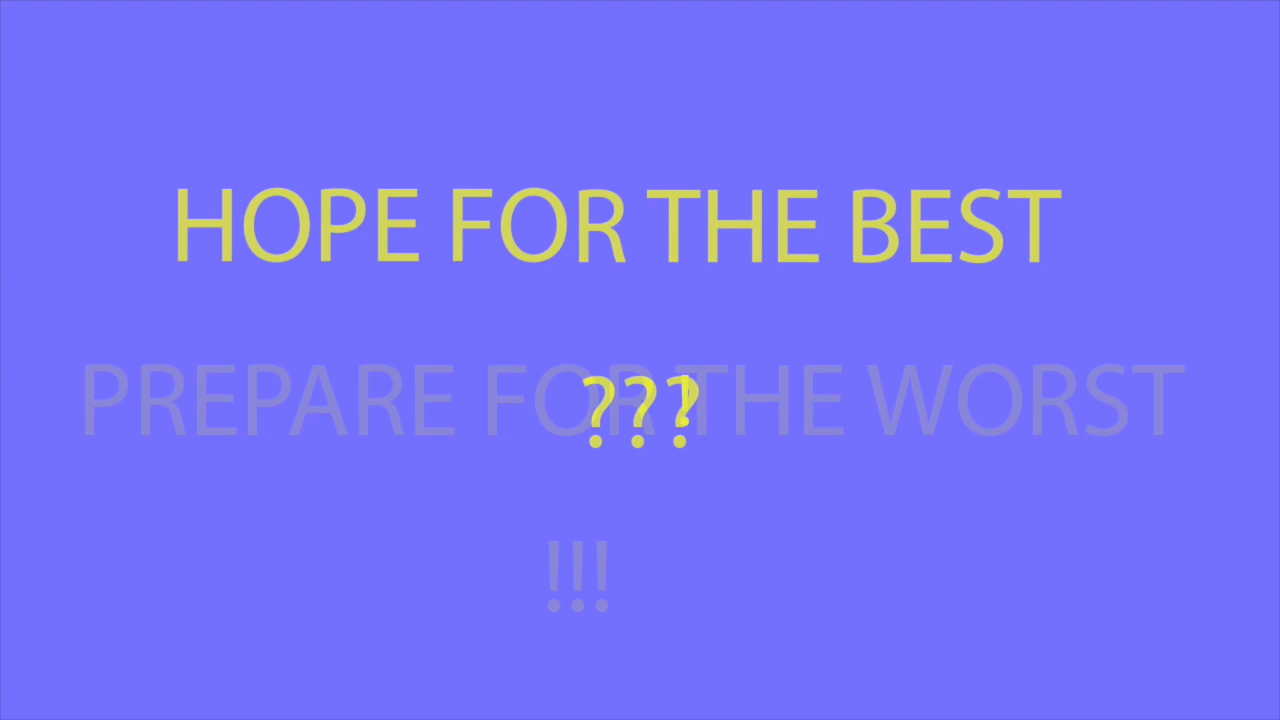 HOPE FOR THE BEST
PREPARE FOR THE WORST
???
!!!